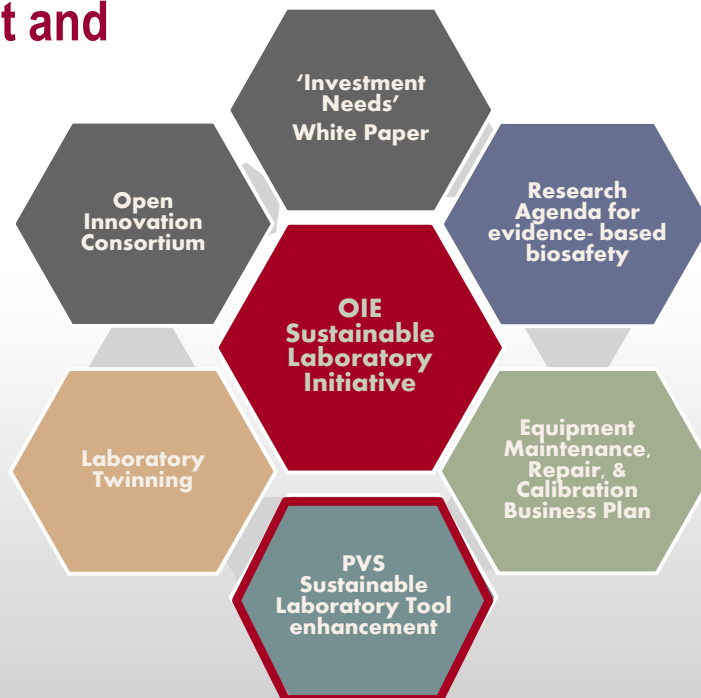 t and
‘Investment
Needs’
White Paper
Open
Innovation
Consortium
Research
Agenda for
evidence- based
biosafety
OIE
Sustainable
Laboratory
Initiative
Laboratory
Twinning
Equipment
Maintenance,
Repair, &
Calibration
Business Plan
PVS
Sustainable
Laboratory Tool
enhancement